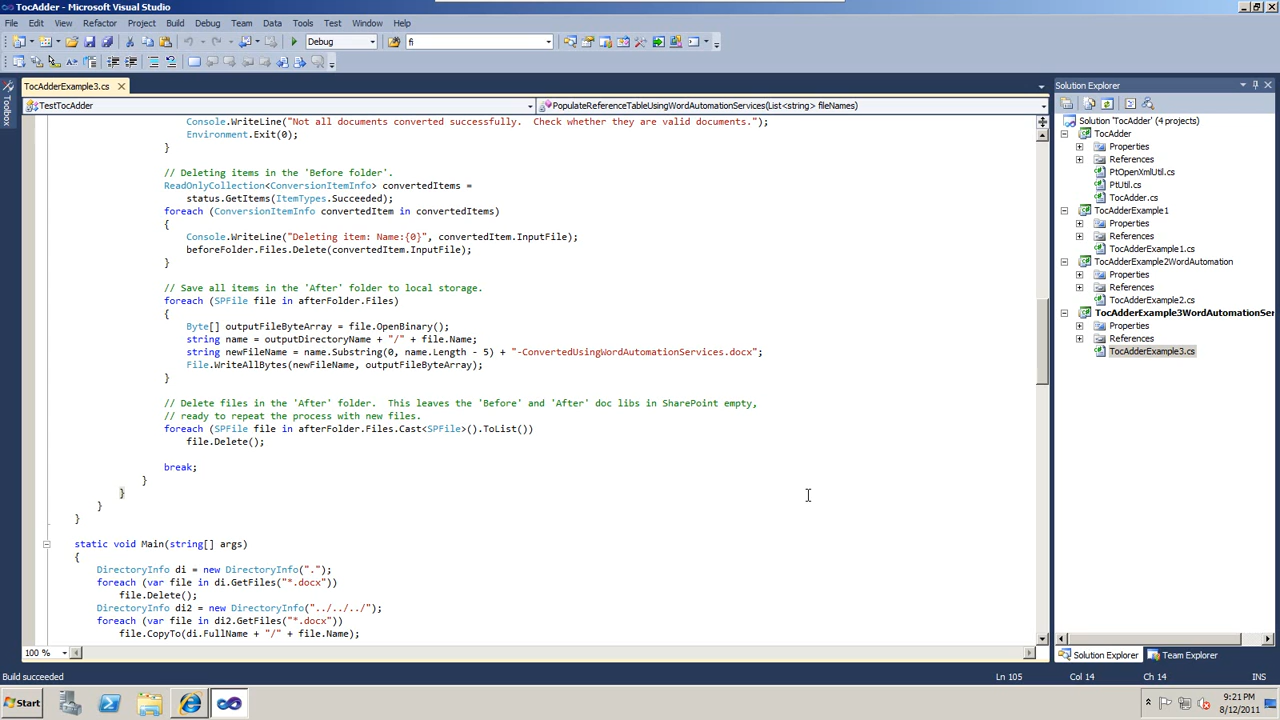 TocAdder - Microsoft Visual Studio
File Edit View Refactor Project Build Debug Team Data Tools Test Window Help
Debug fi
TocAdderExample3.cs
TestTocAdder PopulateReferenceTableUsingWordAutomationServices(List<string> fileNames)
Console.WriteLine("Not all documents converted successfully.  Check whether they are valid documents.");
Environment.Exit(0);
}
// Deleting items in the 'Before folder'.
ReadOnlyCollection<ConversionItemInfo> convertedItems =
status.GetItems(ItemTypes.Succeeded);
foreach (ConversionItemInfo convertedItem in convertedItems)
{
Console.WriteLine("Deleting item: Name:{0}", convertedItem.InputFile);
beforeFolder.Files.Delete(convertedItem.InputFile);
}
// Save all items in the 'After' folder to local storage.
foreach (SPFile file in afterFolder.Files)
{
Byte[] outputFileByteArray = file.OpenBinary();
string name = outputDirectoryName + "/" + file.Name;
string newFileName = name.Substring(0, name.Length - 5) + "-ConvertedUsingWordAutomationServices.docx";
File.WriteAllBytes(newFileName, outputFileByteArray);
}
// Delete files in the 'After' folder.  This leaves the 'Before' and 'After' doc libs in SharePoint empty,
// ready to repeat the process with new files.
foreach (SPFile file in afterFolder.Files.Cast<SPFile>().ToList())
file.Delete();
break;
}
}
}
}
static void Main(string[] args)
{
DirectoryInfo di = new DirectoryInfo(".");
foreach (var file in di.GetFiles("*.docx"))
file.Delete();
DirectoryInfo di2 = new DirectoryInfo("../../../");
foreach (var file in di2.GetFiles("*.docx"))
file.CopyTo(di.FullName + "/" + file.Name);
100 %
Toolbox
Solution Explorer
Solution 'TocAdder' (4 projects)
TocAdder
Properties
References
PtOpenXmlUtil.cs
PtUtil.cs
TocAdder.cs
TocAdderExample1
Properties
References
TocAdderExample1.cs
TocAdderExample2WordAutomation
Properties
References
TocAdderExample2.cs
TocAdderExample3WordAutomationSer
Properties
References
TocAdderExample3.cs
Solution Explorer Team Explorer
Build succeeded Ln 105 Col 14 Ch 14 INS
Start
9:21 PM
8/12/2011